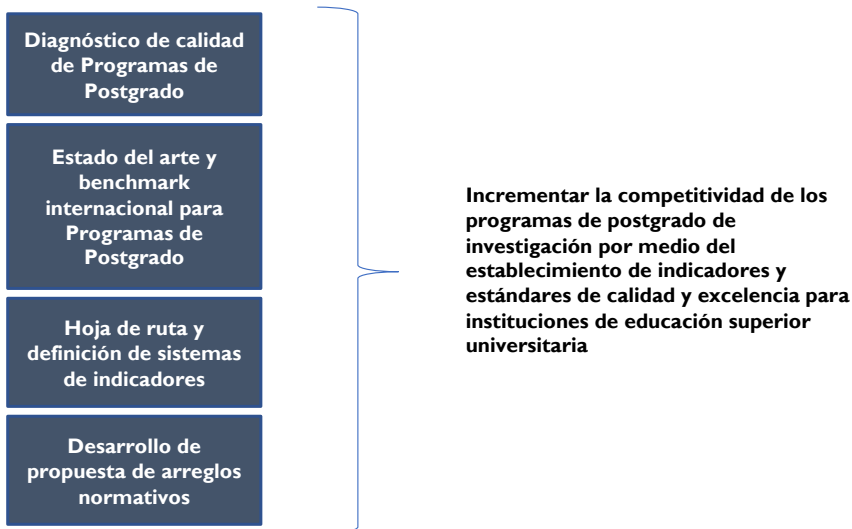 Diagnóstico de calidad
de Programas de
Postgrado
Estado del arte y
benchmark
internacional para
Programas de
Postgrado
Hoja de ruta y
definición de sistemas
de indicadores
Desarrollo de
propuesta de arreglos
normativos
Incrementar la competitividad de los
programas de postgrado de
investigación por medio del
establecimiento de indicadores y
estándares de calidad y excelencia para
instituciones de educación superior
universitaria